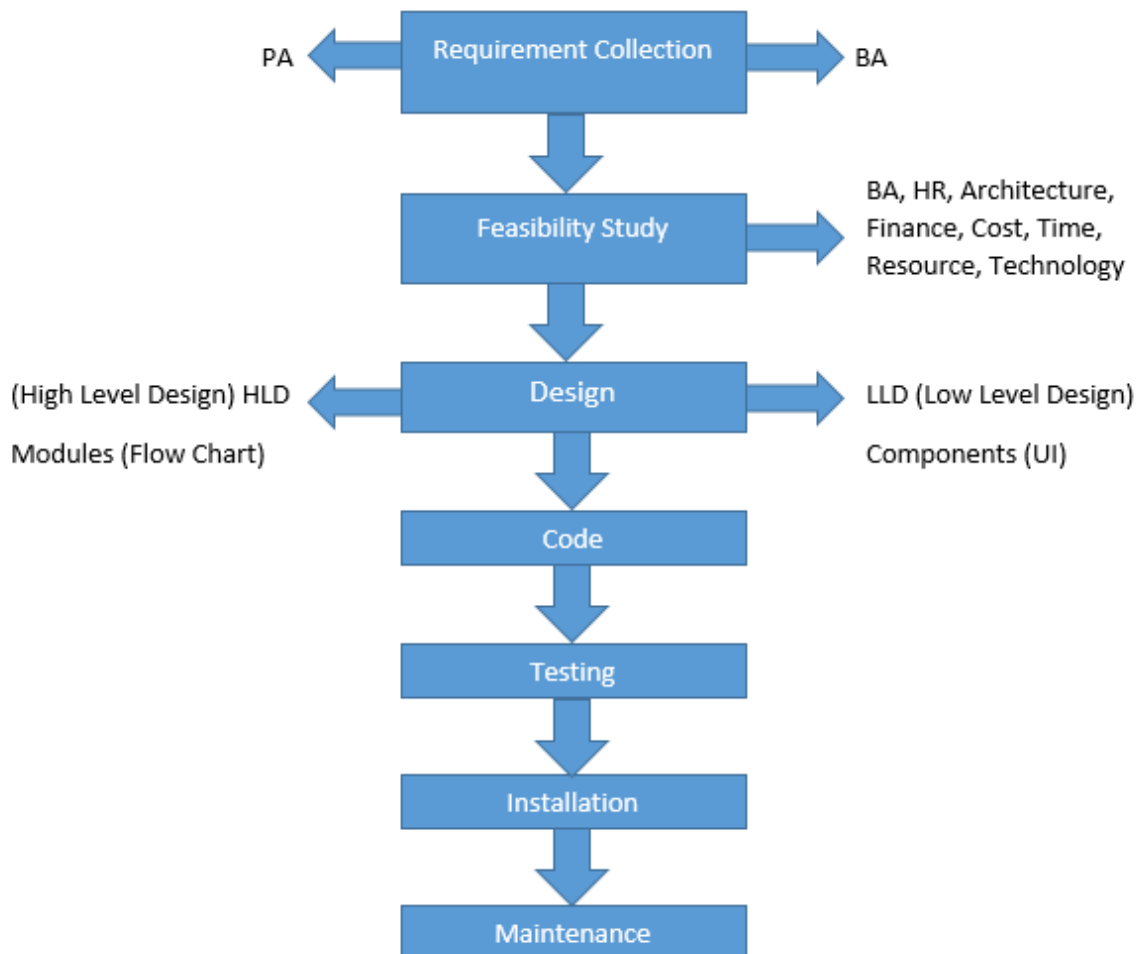 Requirement Collection
PA
BA
Feasibility Study
BA, HR, Architecture,
Finance, Cost, Time,
Resource, Technology
(High Level Design) HLD
Modules (Flow Chart)
Design
LLD (Low Level Design)
Components (UI)
Code
Testing
Installation
Maintenance